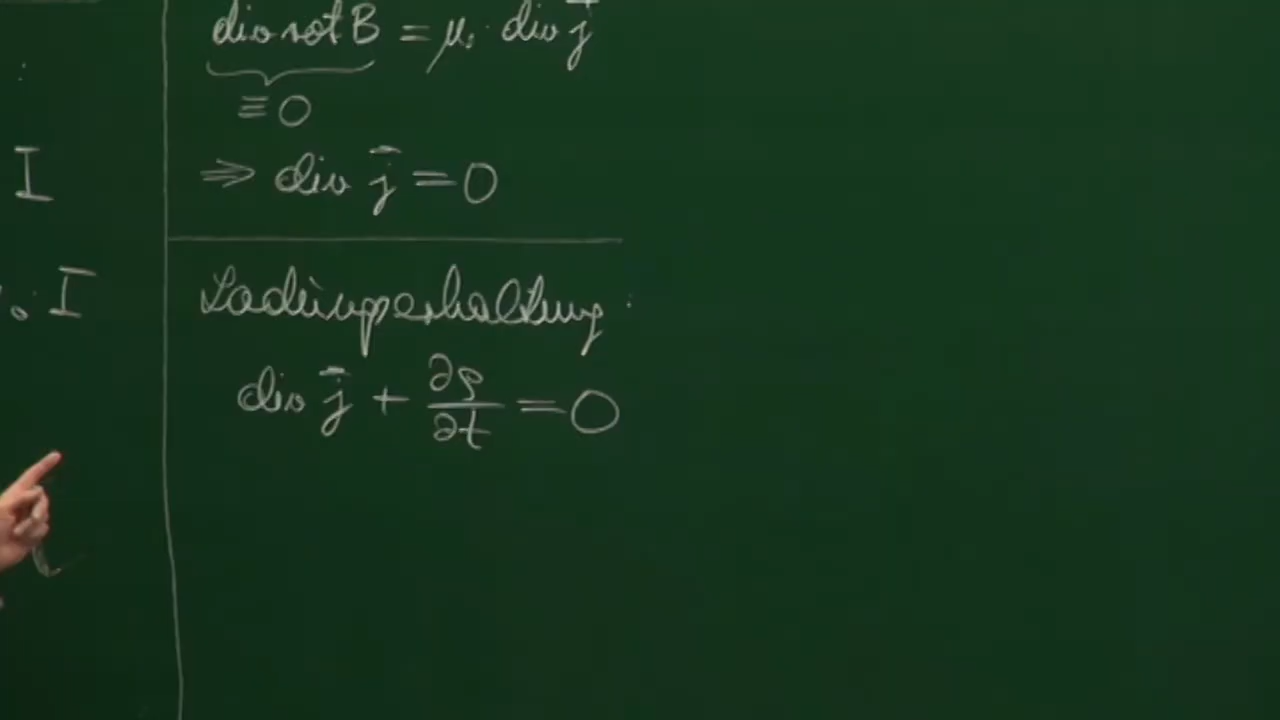 I
. I
div rot B = μ₀ · div j⃗
≡ 0
⇒ div j⃗ = 0
Ladungserhaltung:
div j⃗ + ∂ρ/∂t = 0